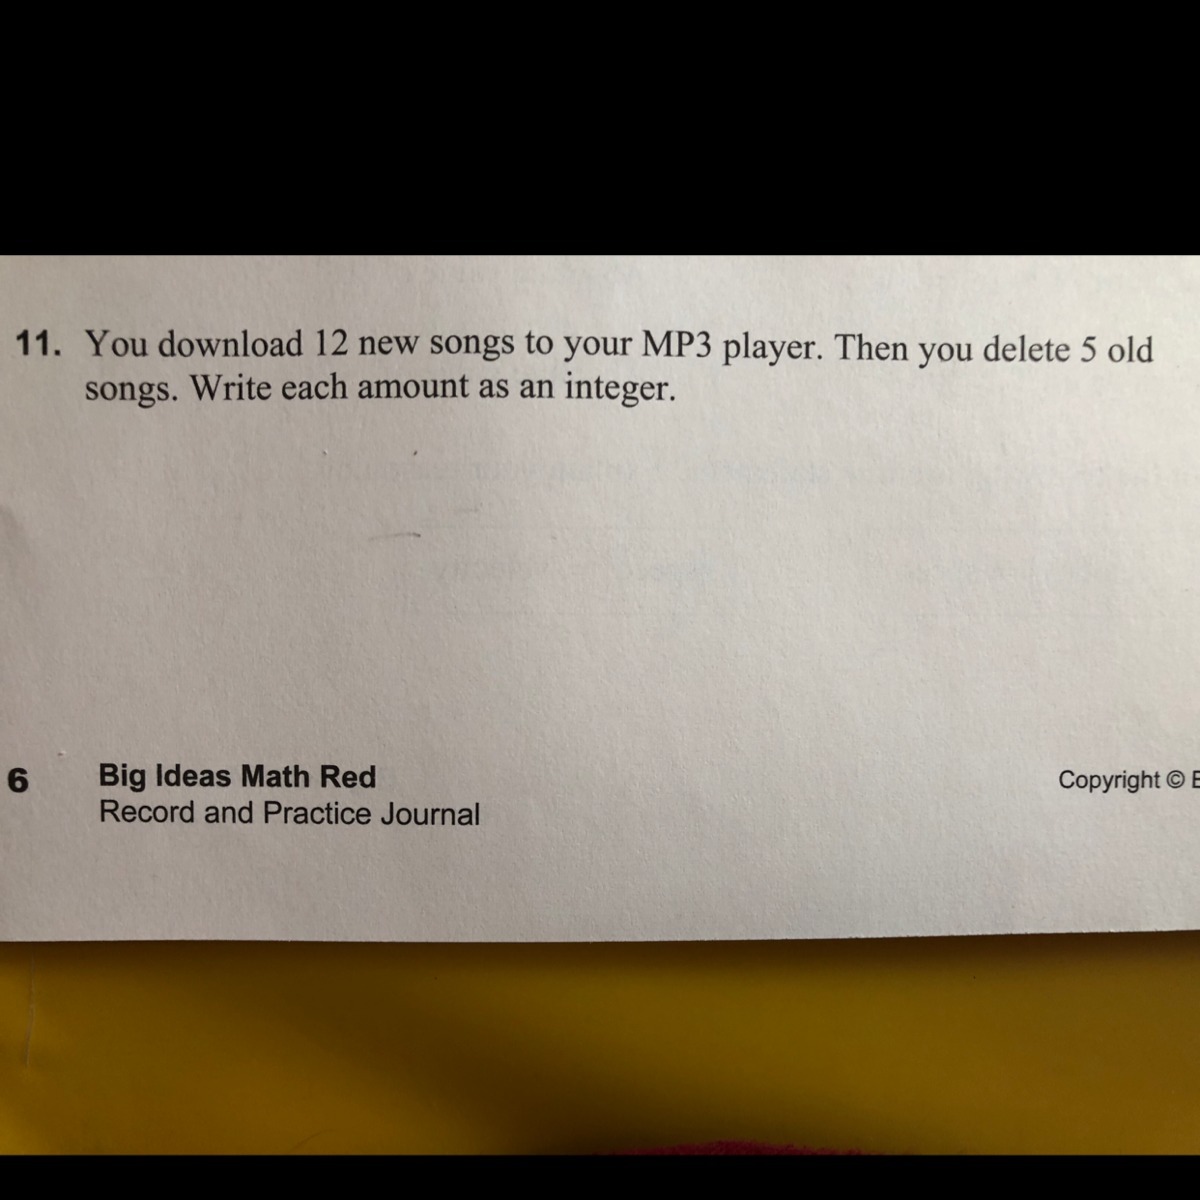 11. You download 12 new songs to your MP3 player. Then you delete 5 old
songs. Write each amount as an integer.
6 Big Ideas Math Red
Record and Practice Journal
Copyright ©